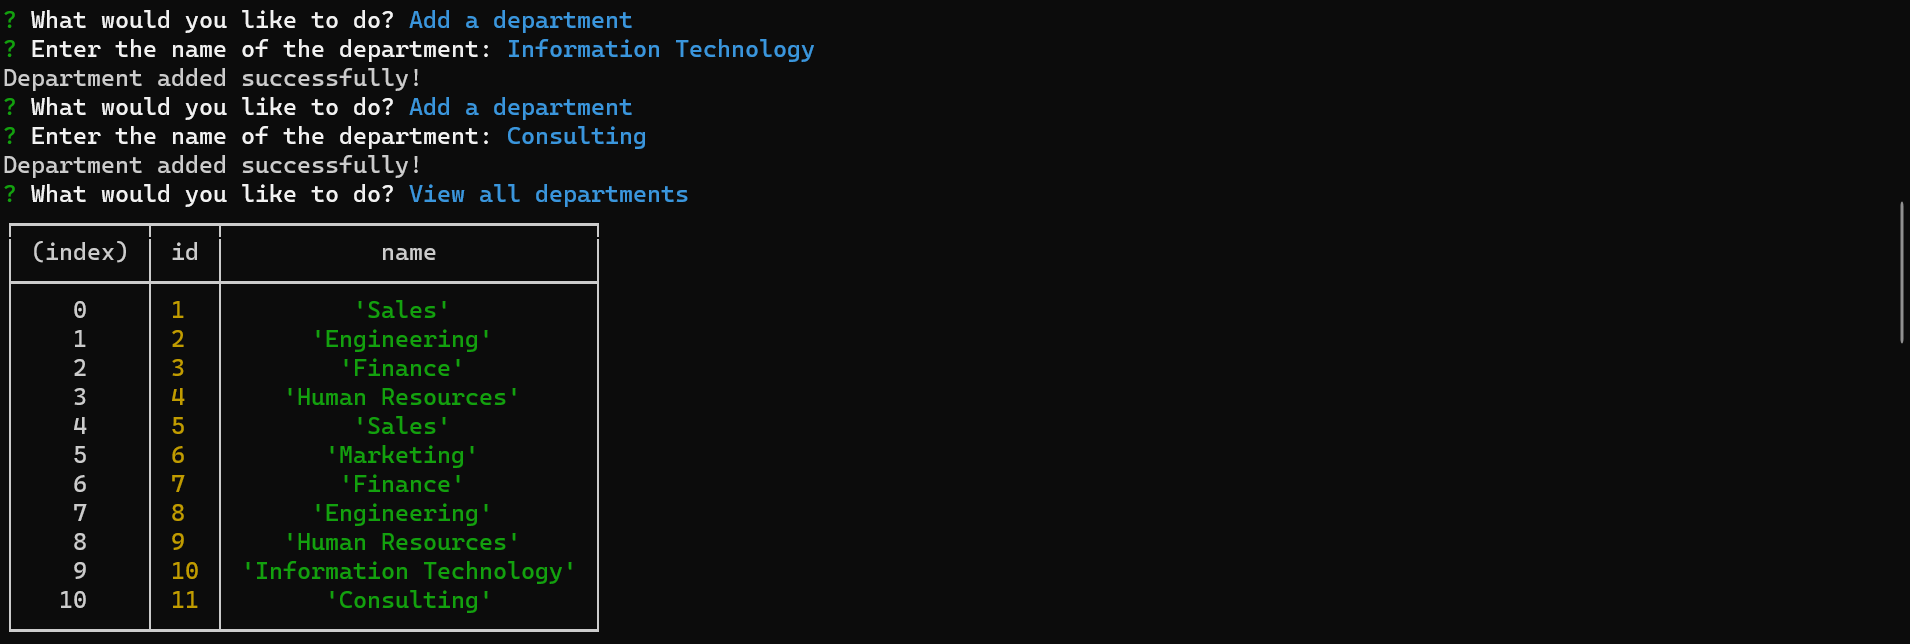 ? What would you like to do? Add a department
? Enter the name of the department: Information Technology
Department added successfully!
? What would you like to do? Add a department
? Enter the name of the department: Consulting
Department added successfully!
? What would you like to do? View all departments
(index) id name
0 1 'Sales'
1 2 'Engineering'
2 3 'Finance'
3 4 'Human Resources'
4 5 'Sales'
5 6 'Marketing'
6 7 'Finance'
7 8 'Engineering'
8 9 'Human Resources'
9 10 'Information Technology'
10 11 'Consulting'